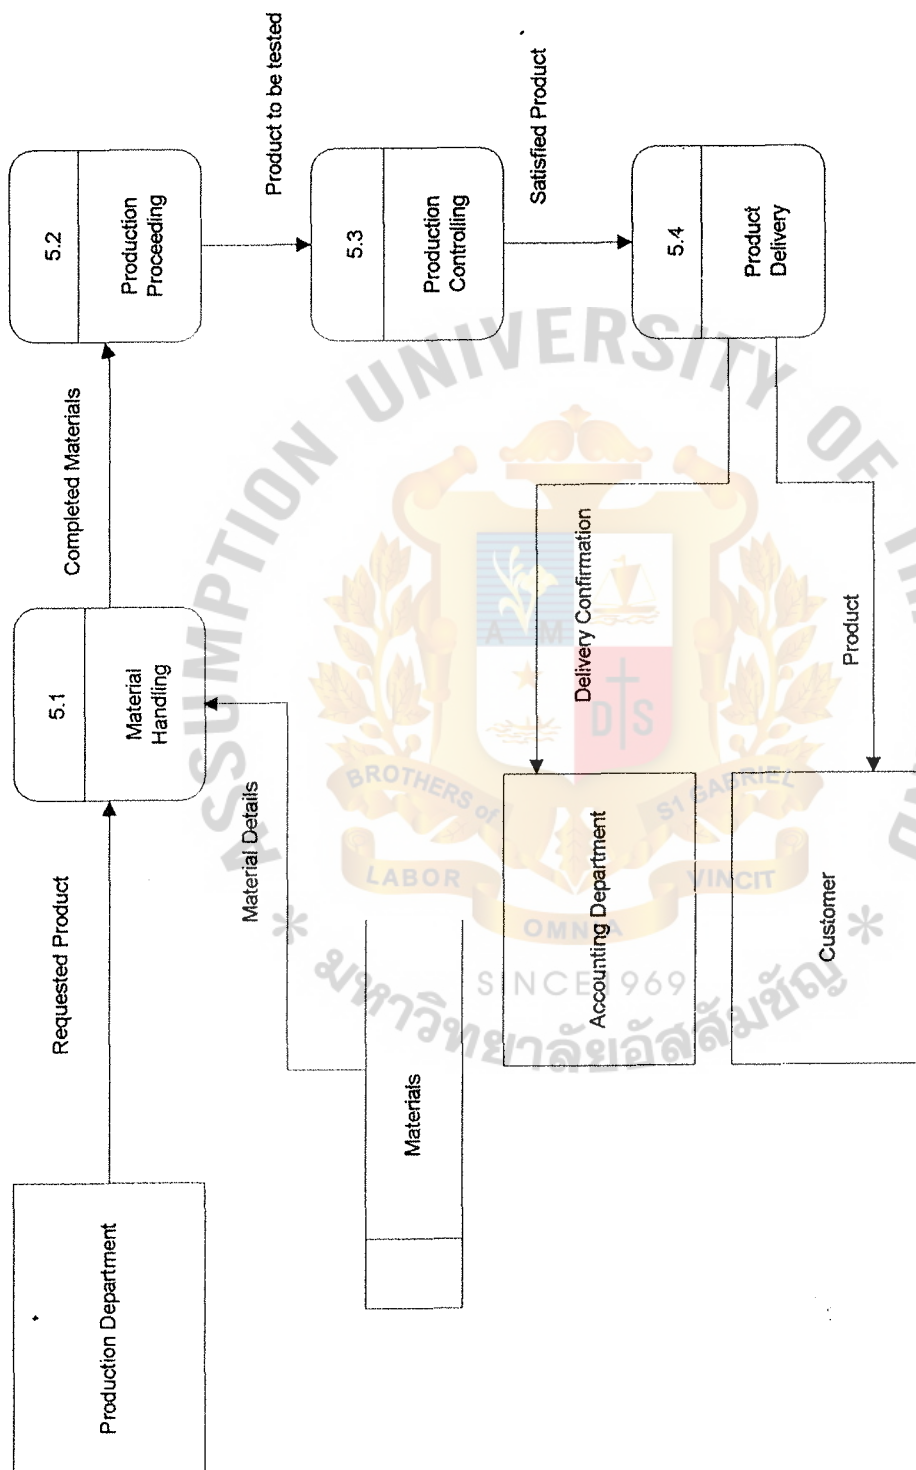 Production Department
Requested Product
5.1
Material
Handling
Completed Materials
5.2
Production
Proceeding
Product to be tested
Material Details
Materials
5.3
Production
Controlling
Satisfied Product
Accounting Department
Delivery Confirmation
5.4
Product
Delivery
Customer
Product
ASSUMPTION UNIVERSITY OF
A M
D S
BROTHERS of
S1 GABRIEL
LABOR
OMNIA
VINCIT
SINCE 1969
* มหาวิทยาลัยอัสสัมชัญ *